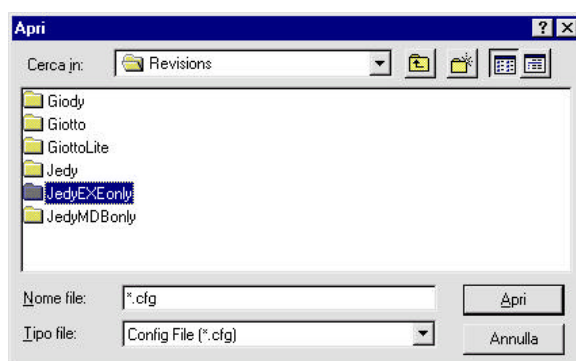 Apri
Cerca in: Revisions
Giody
Giotto
GiottoLite
Jedy
JedyEXEonly
JedyMDBonly
Nome file: *.cfg Apri
Tipo file: Config File (*.cfg) Annulla